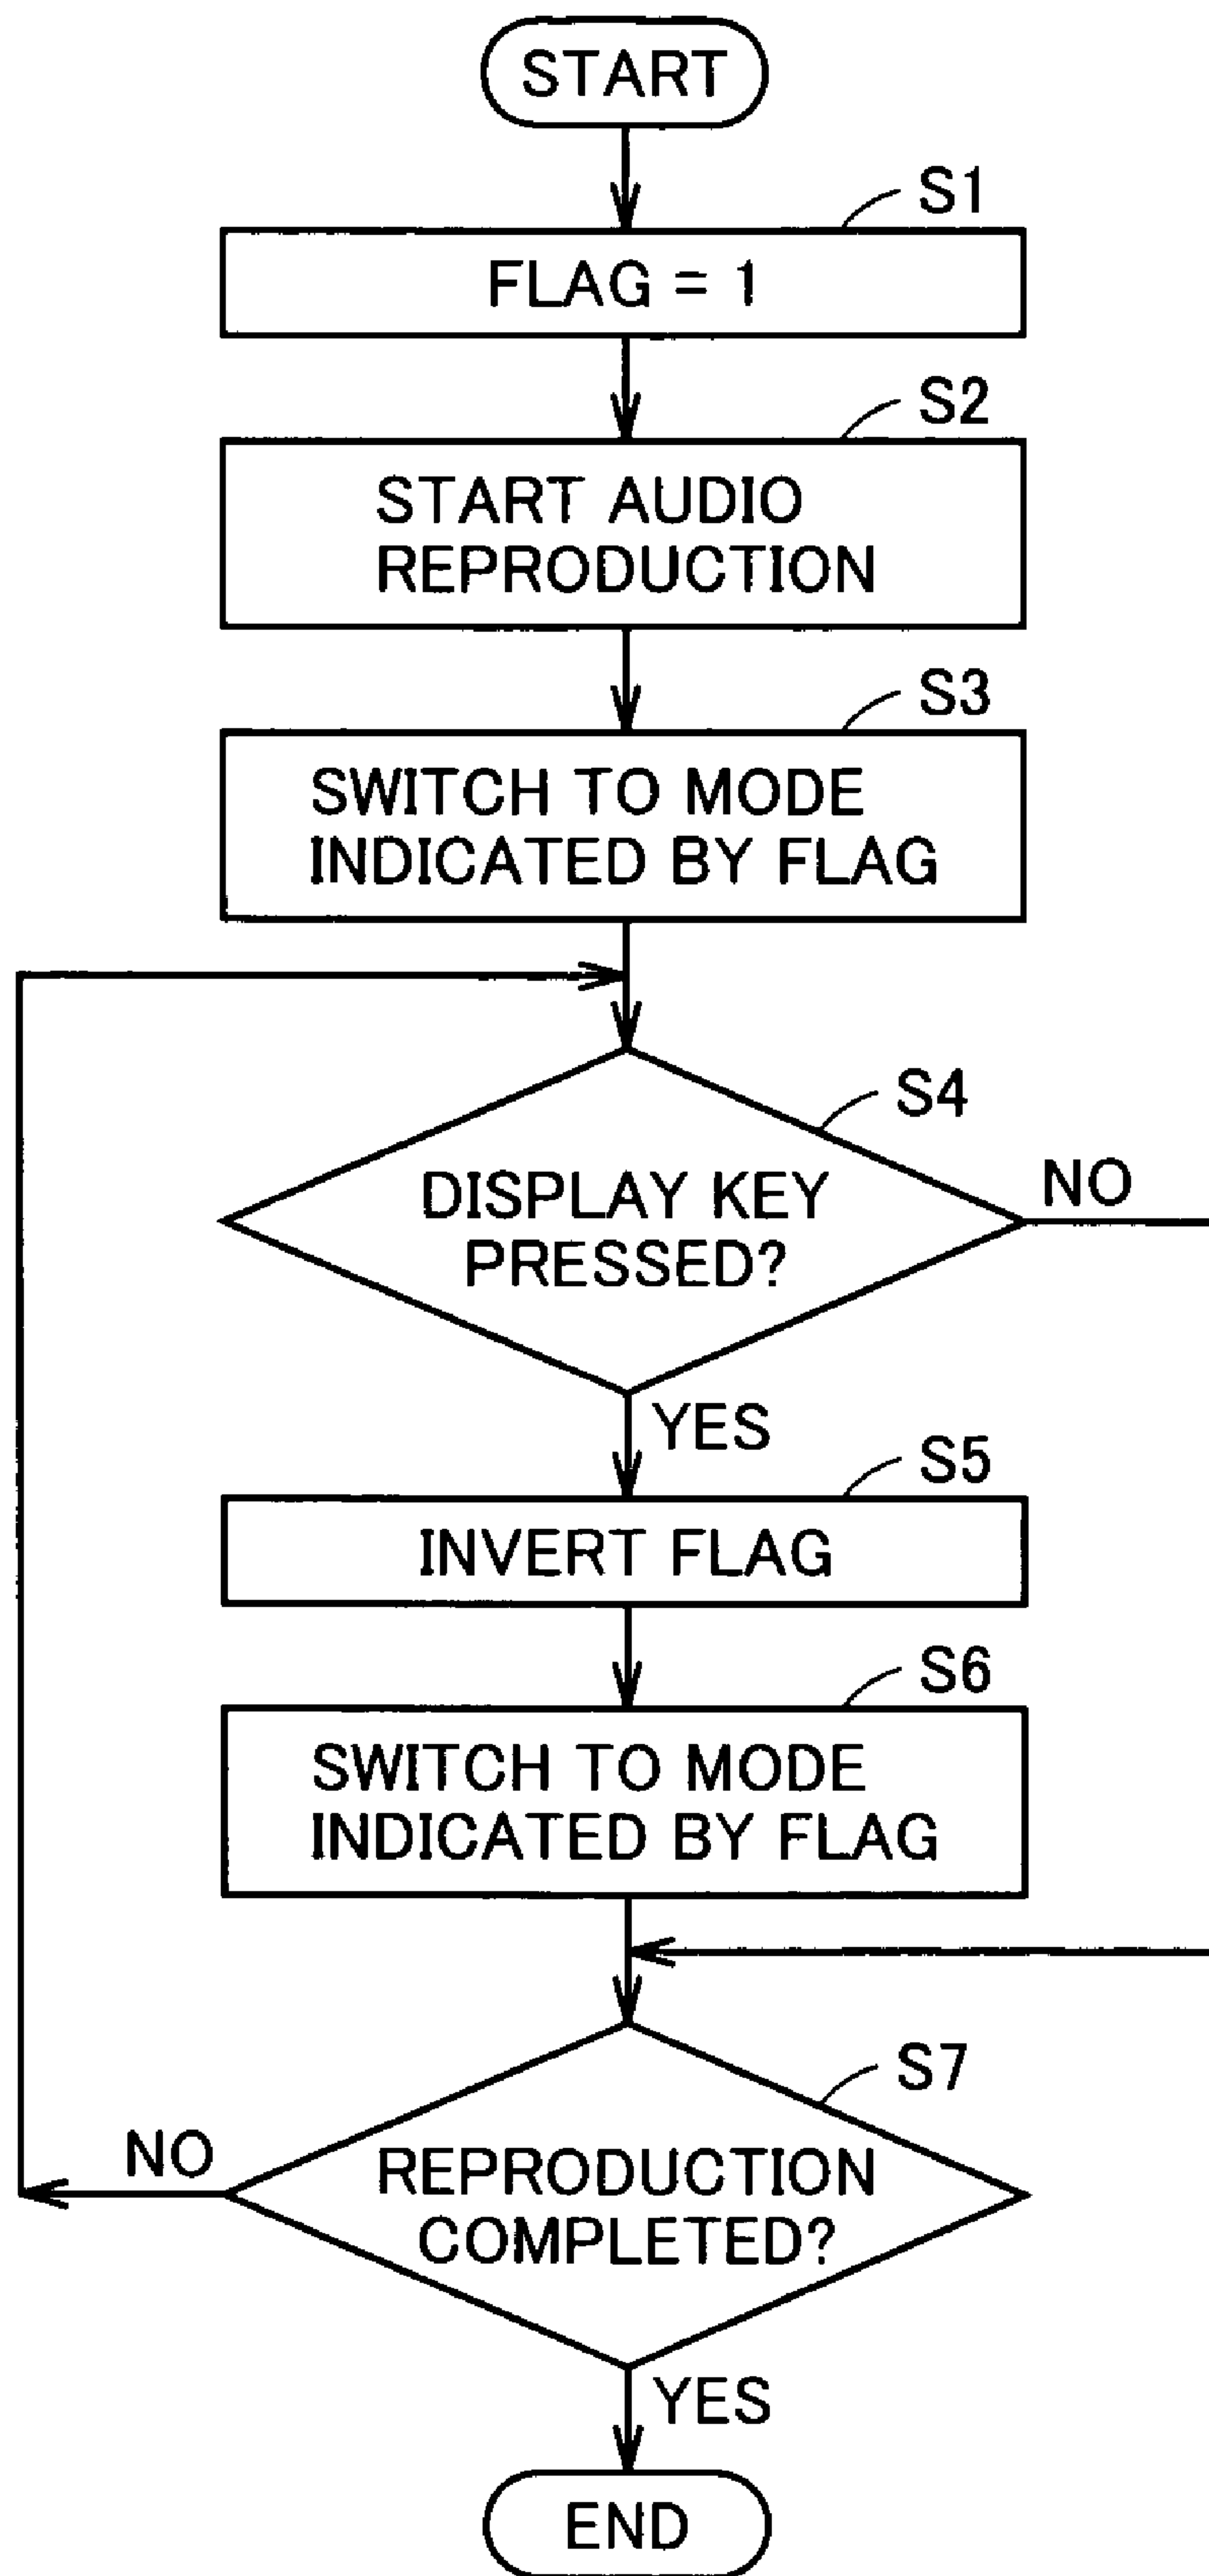 START
S1
FLAG = 1
S2
START AUDIO
REPRODUCTION
S3
SWITCH TO MODE
INDICATED BY FLAG
S4
DISPLAY KEY
PRESSED?
NO
YES
S5
INVERT FLAG
S6
SWITCH TO MODE
INDICATED BY FLAG
S7
REPRODUCTION
COMPLETED?
NO
YES
END